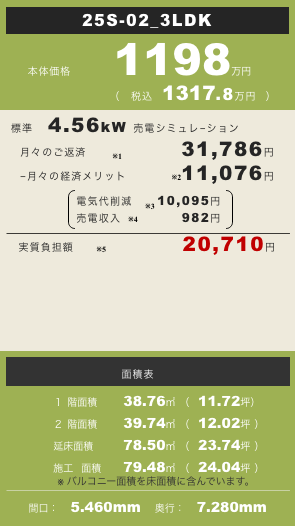 25S-02_3LDK
本体価格 1198万円
（ 税込 1317.8万円 ）
標準 4.56kW 売電シミュレーション
月々のご返済 ※1 31,786円
−月々の経済メリット ※2 11,076円
電気代削減 ※3 10,095円
売電収入 ※4 982円
実質負担額 ※5 20,710円
面積表
1 階面積 38.76㎡ （ 11.72坪）
2 階面積 39.74㎡ （ 12.02坪 ）
延床面積 78.50㎡ （ 23.74坪 ）
施工 面積 79.48㎡ （ 24.04坪 ）
※バルコニー面積を床面積に含んでいます。
間口： 5.460mm 奥行： 7.280mm